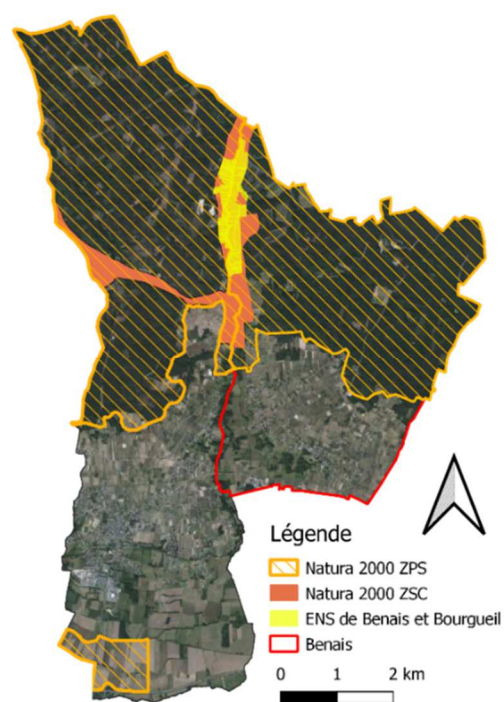 Légende
Natura 2000 ZPS
Natura 2000 ZSC
ENS de Benais et Bourgueil
Benais
0 1 2 km